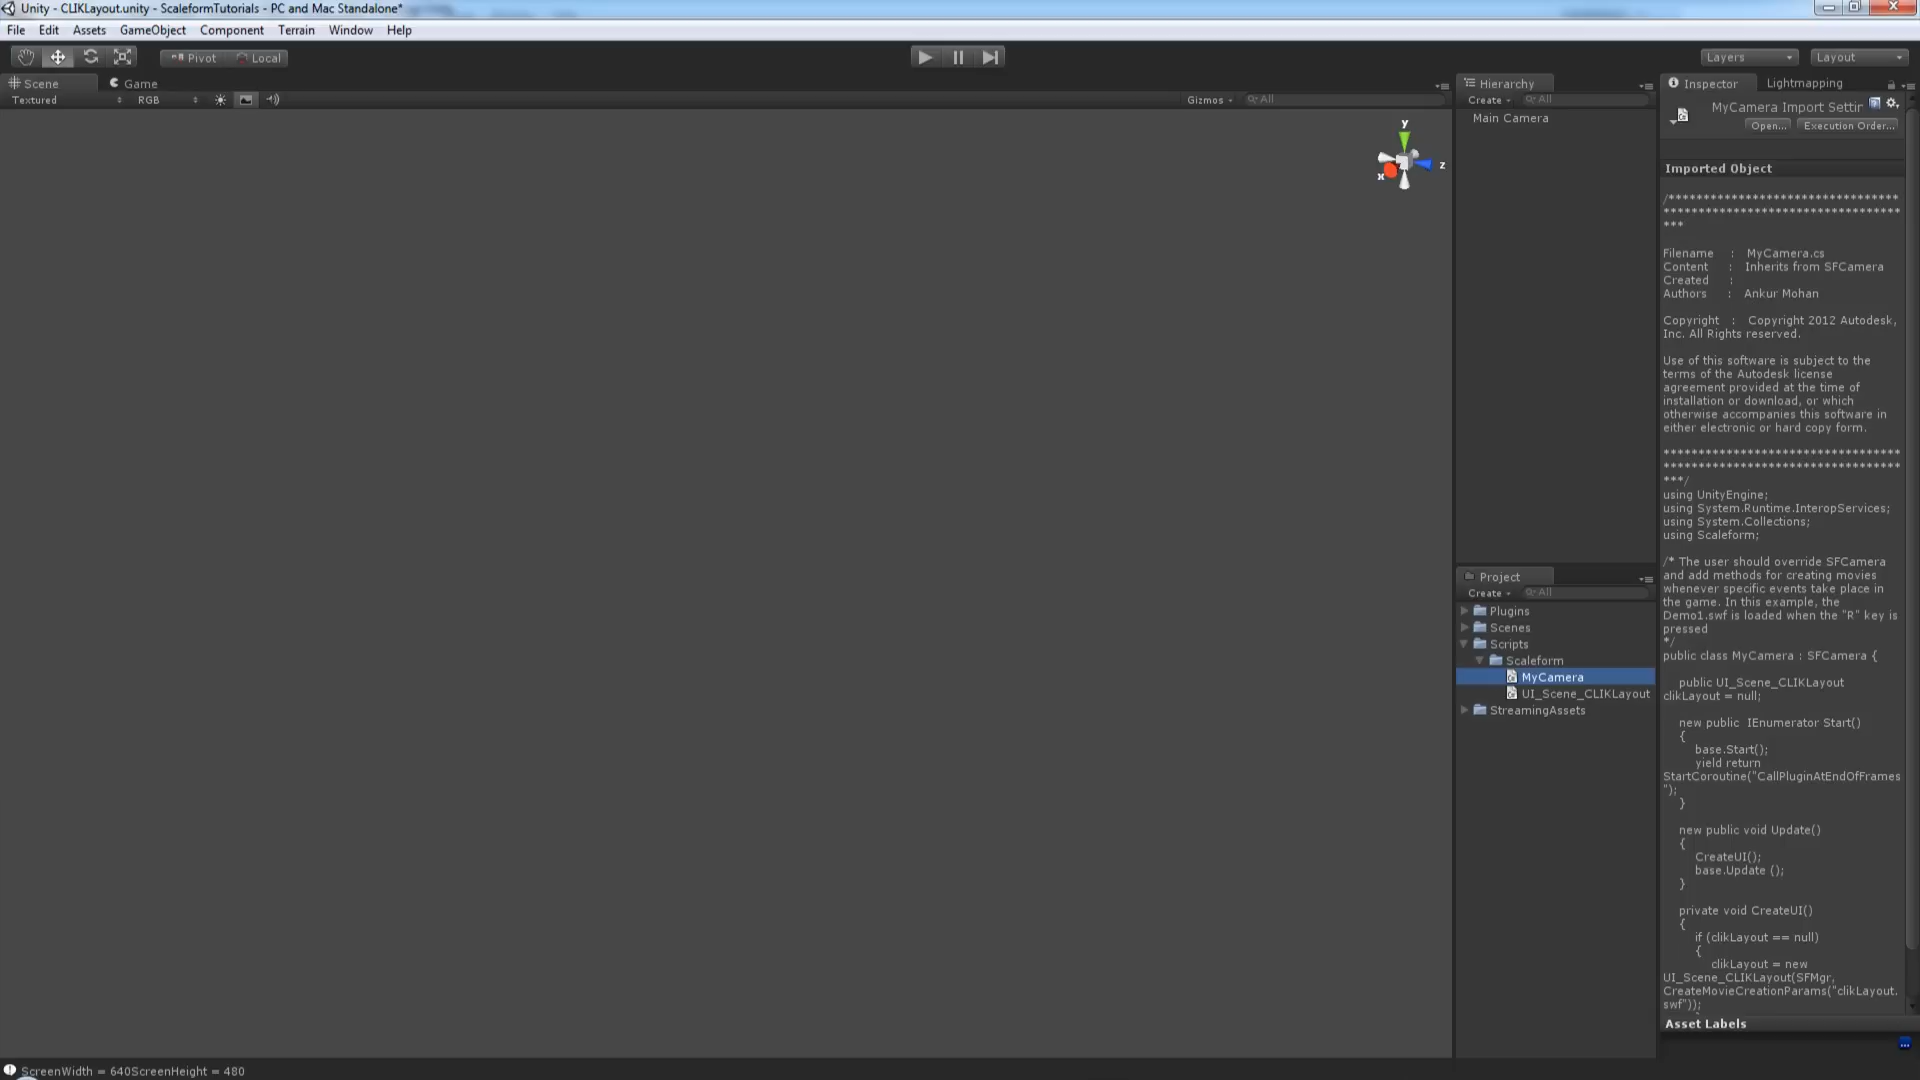 Unity - CLIKLayout.unity - ScaleformTutorials - PC and Mac Standalone*
File Edit Assets GameObject Component Terrain Window Help
Pivot Local Layers Layout
Scene Game
Textured RGB Gizmos All
Hierarchy
Create All
Main Camera
Project
Create All
Plugins
Scenes
Scripts
Scaleform
MyCamera
UI_Scene_CLIKLayout
StreamingAssets
Inspector Lightmapping
MyCamera Import Settir
Open... Execution Order...
Imported Object
/*********************************
**********************************
***
Filename : MyCamera.cs
Content : Inherits from SFCamera
Created :
Authors : Ankur Mohan
Copyright : Copyright 2012 Autodesk,
Inc. All Rights reserved.
Use of this software is subject to the
terms of the Autodesk license
agreement provided at the time of
installation or download, or which
otherwise accompanies this software in
either electronic or hard copy form.
**********************************
**********************************
***/
using UnityEngine;
using System.Runtime.InteropServices;
using System.Collections;
using Scaleform;
/* The user should override SFCamera
and add methods for creating movies
whenever specific events take place in
the game. In this example, the
Demo1.swf is loaded when the "R" key is
pressed
*/
public class MyCamera : SFCamera {
public UI_Scene_CLIKLayout
clikLayout = null;
new public IEnumerator Start()
{
base.Start();
yield return
StartCoroutine("CallPluginAtEndOfFrames
");
}
new public void Update()
{
CreateUI();
base.Update ();
}
private void CreateUI()
{
if (clikLayout == null)
{
clikLayout = new
UI_Scene_CLIKLayout(SFMgr,
CreateMovieCreationParams("clikLayout.
swf"));
Asset Labels
y
z
x
ScreenWidth = 640ScreenHeight = 480